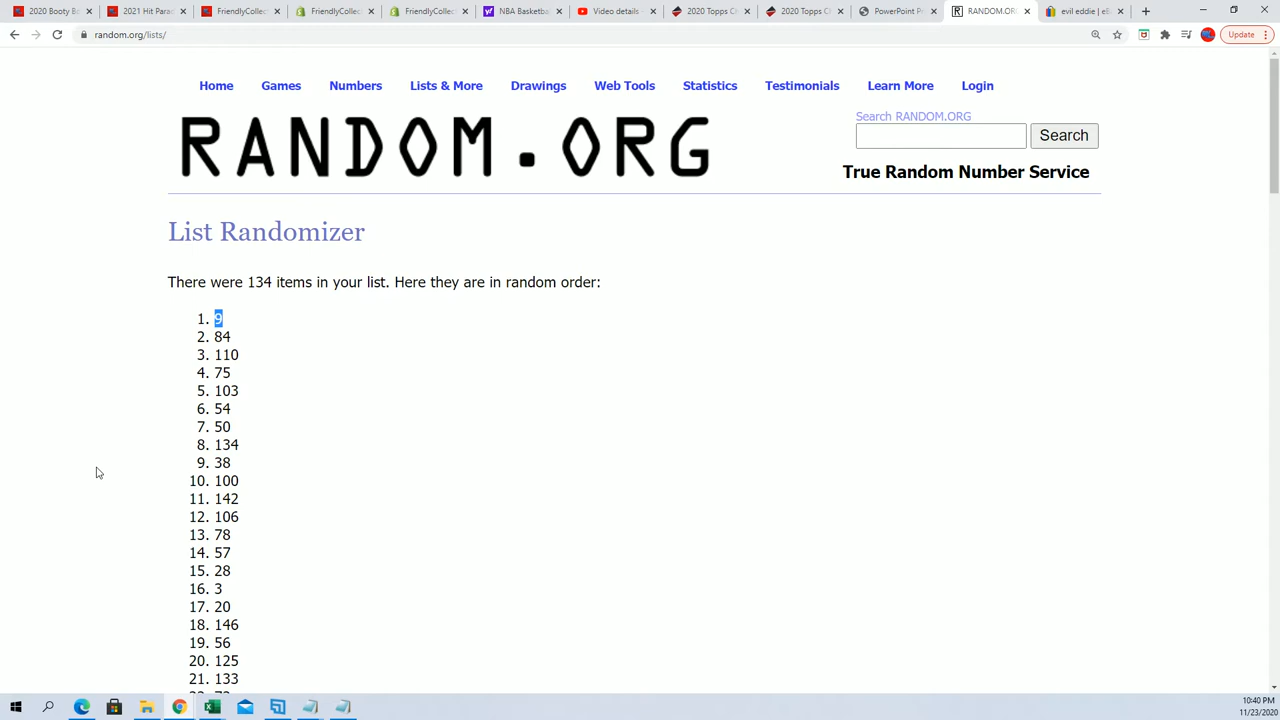 2020 Booty B
2021 Hit Parad
FriendlyCollec
FriendlyCollec
FriendlyCollec
NBA Basketba
Video details
2020 Topps Ch
2020 Topps Ch
PowerPoint P
RANDOM.OR
evil eddie | eB
random.org/lists/
Update
Home Games Numbers Lists & More Drawings Web Tools Statistics Testimonials Learn More Login
RANDOM.ORG
Search RANDOM.ORG
Search
True Random Number Service
List Randomizer
There were 134 items in your list. Here they are in random order:
1. 9
2. 84
3. 110
4. 75
5. 103
6. 54
7. 50
8. 134
9. 38
10. 100
11. 142
12. 106
13. 78
14. 57
15. 28
16. 3
17. 20
18. 146
19. 56
20. 125
21. 133
10:40 PM
11/23/2020